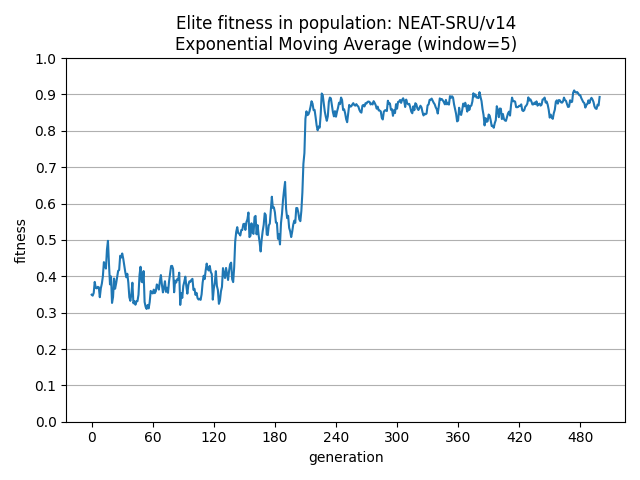 Elite fitness in population: NEAT-SRU/v14
Exponential Moving Average (window=5)
1.0
0.9
0.8
0.7
0.6
0.5
0.4
0.3
0.2
0.1
0.0
fitness
0 60 120 180 240 300 360 420 480
generation